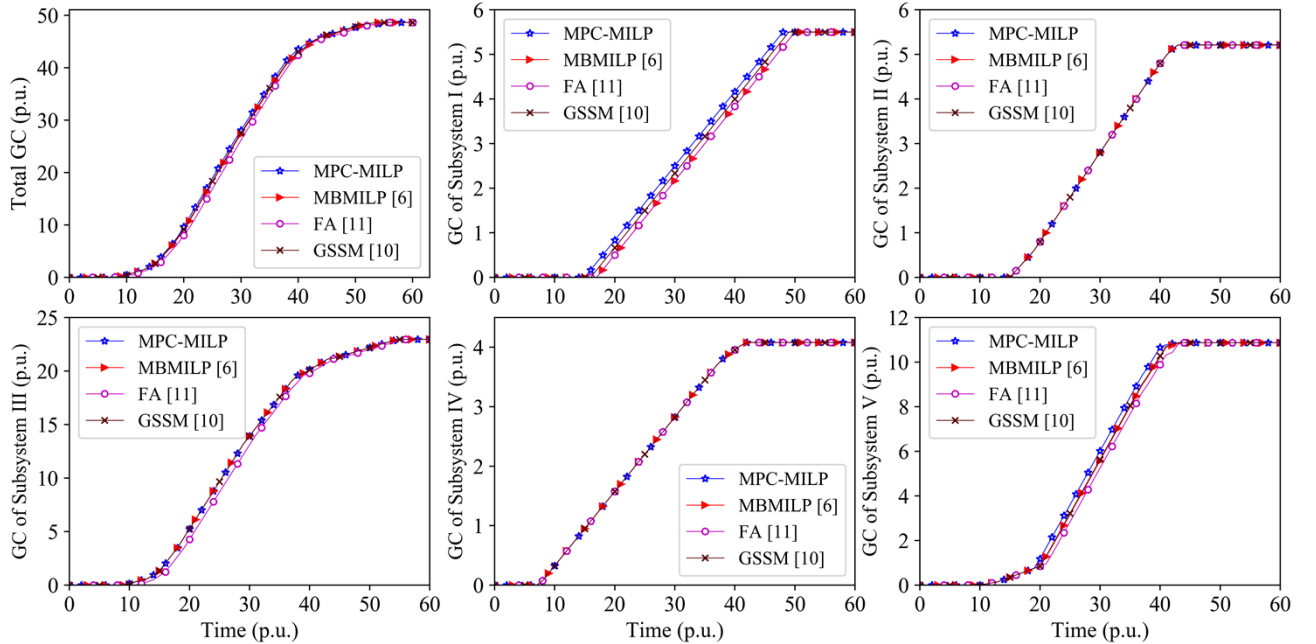 Total GC (p.u.)
50
40
30
20
10
0
0 10 20 30 40 50 60
MPC-MILP
MBMILP [6]
FA [11]
GSSM [10]
GC of Subsystem I (p.u.)
6
5
4
3
2
1
0
0 10 20 30 40 50 60
MPC-MILP
MBMILP [6]
FA [11]
GSSM [10]
GC of Subsystem II (p.u.)
6
5
4
3
2
1
0
0 10 20 30 40 50 60
MPC-MILP
MBMILP [6]
FA [11]
GSSM [10]
GC of Subsystem III (p.u.)
25
20
15
10
5
0
0 10 20 30 40 50 60
Time (p.u.)
MPC-MILP
MBMILP [6]
FA [11]
GSSM [10]
GC of Subsystem IV (p.u.)
4
3
2
1
0
0 10 20 30 40 50 60
Time (p.u.)
MPC-MILP
MBMILP [6]
FA [11]
GSSM [10]
GC of Subsystem V (p.u.)
12
10
8
6
4
2
0
0 10 20 30 40 50 60
Time (p.u.)
MPC-MILP
MBMILP [6]
FA [11]
GSSM [10]